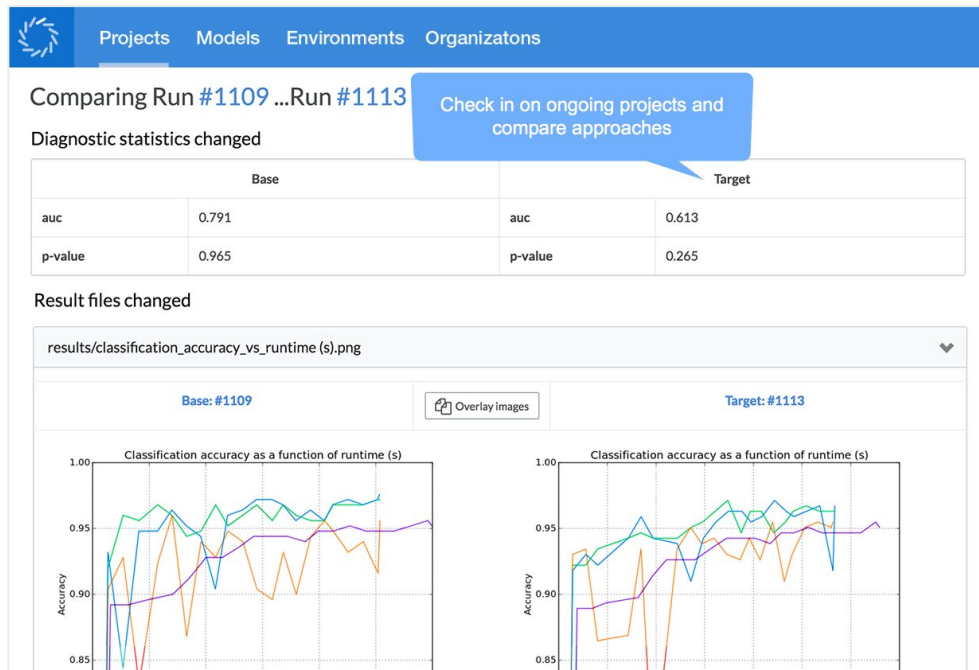 Projects Models Environments Organizatons
Comparing Run #1109 ...Run #1113
Check in on ongoing projects and
compare approaches
Diagnostic statistics changed
Base Target
auc 0.791 auc 0.613
p-value 0.965 p-value 0.265
Result files changed
results/classification_accuracy_vs_runtime (s).png
Base: #1109 Overlay images Target: #1113
Classification accuracy as a function of runtime (s) Classification accuracy as a function of runtime (s)
1.00 1.00
0.95 0.95
0.90 0.90
Accuracy Accuracy
0.85 0.85